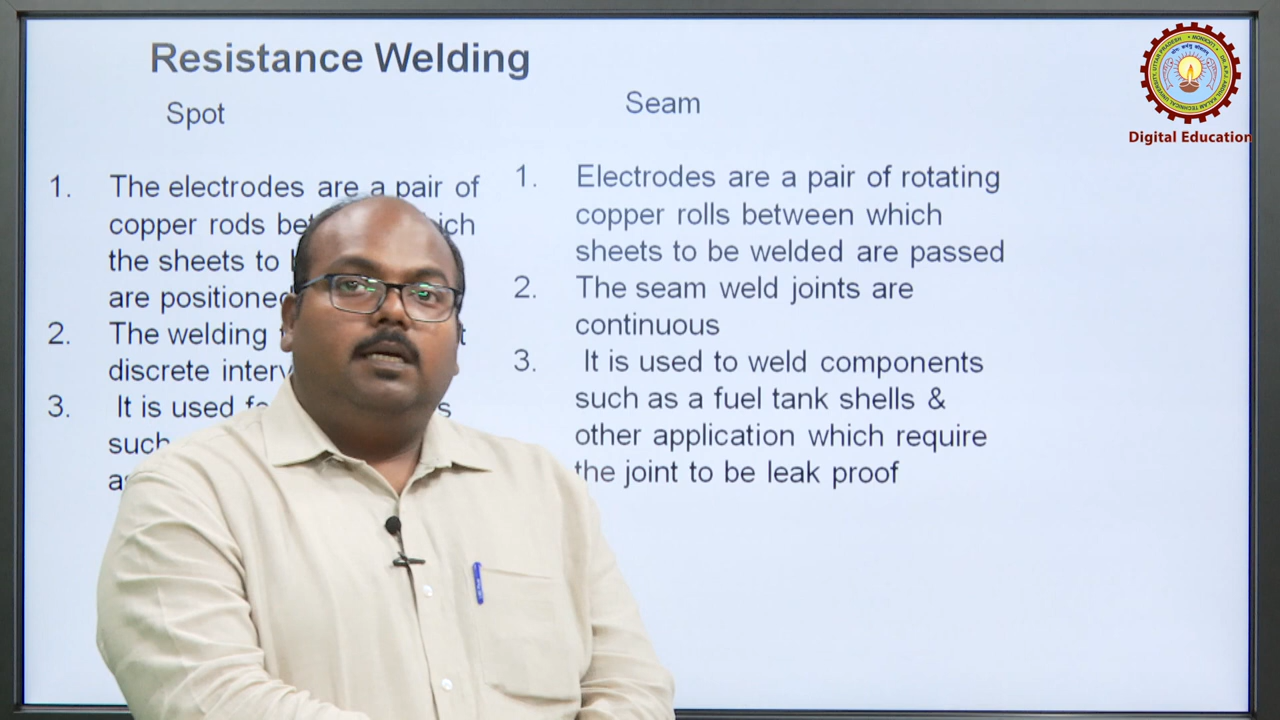 Resistance Welding
Spot
1. The electrodes are a pair of
copper rods
the sheets to
are
2. The welding
discrete
3. It is used
such
Seam
1. Electrodes are a pair of rotating
copper rolls between which
sheets to be welded are passed
2. The seam weld joints are
continuous
3. It is used to weld components
such as a fuel tank shells &
other application which require
the joint to be leak proof
Digital Education